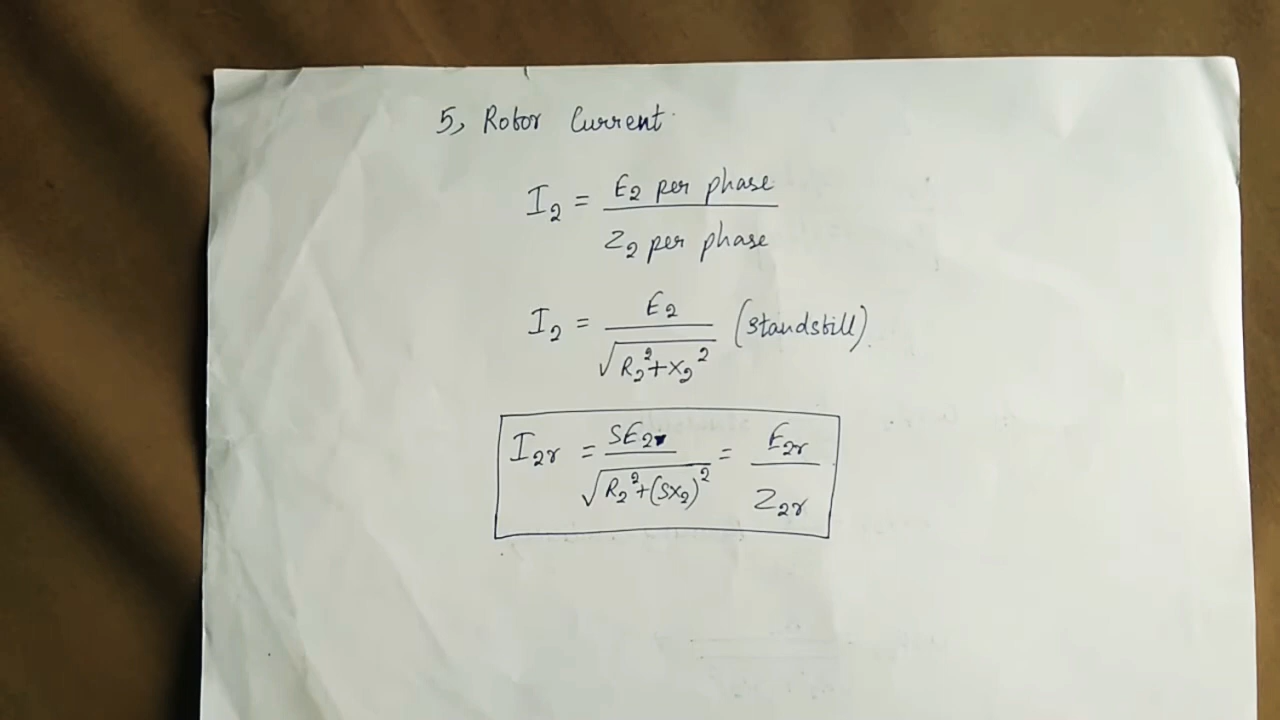 5, Rotor Current
I₂ = E₂ per phase / Z₂ per phase
I₂ = E₂ / √R₂²+X₂² (standstill).
I₂r = SE₂ / √R₂²+(SX₂)² = E₂r / Z₂r